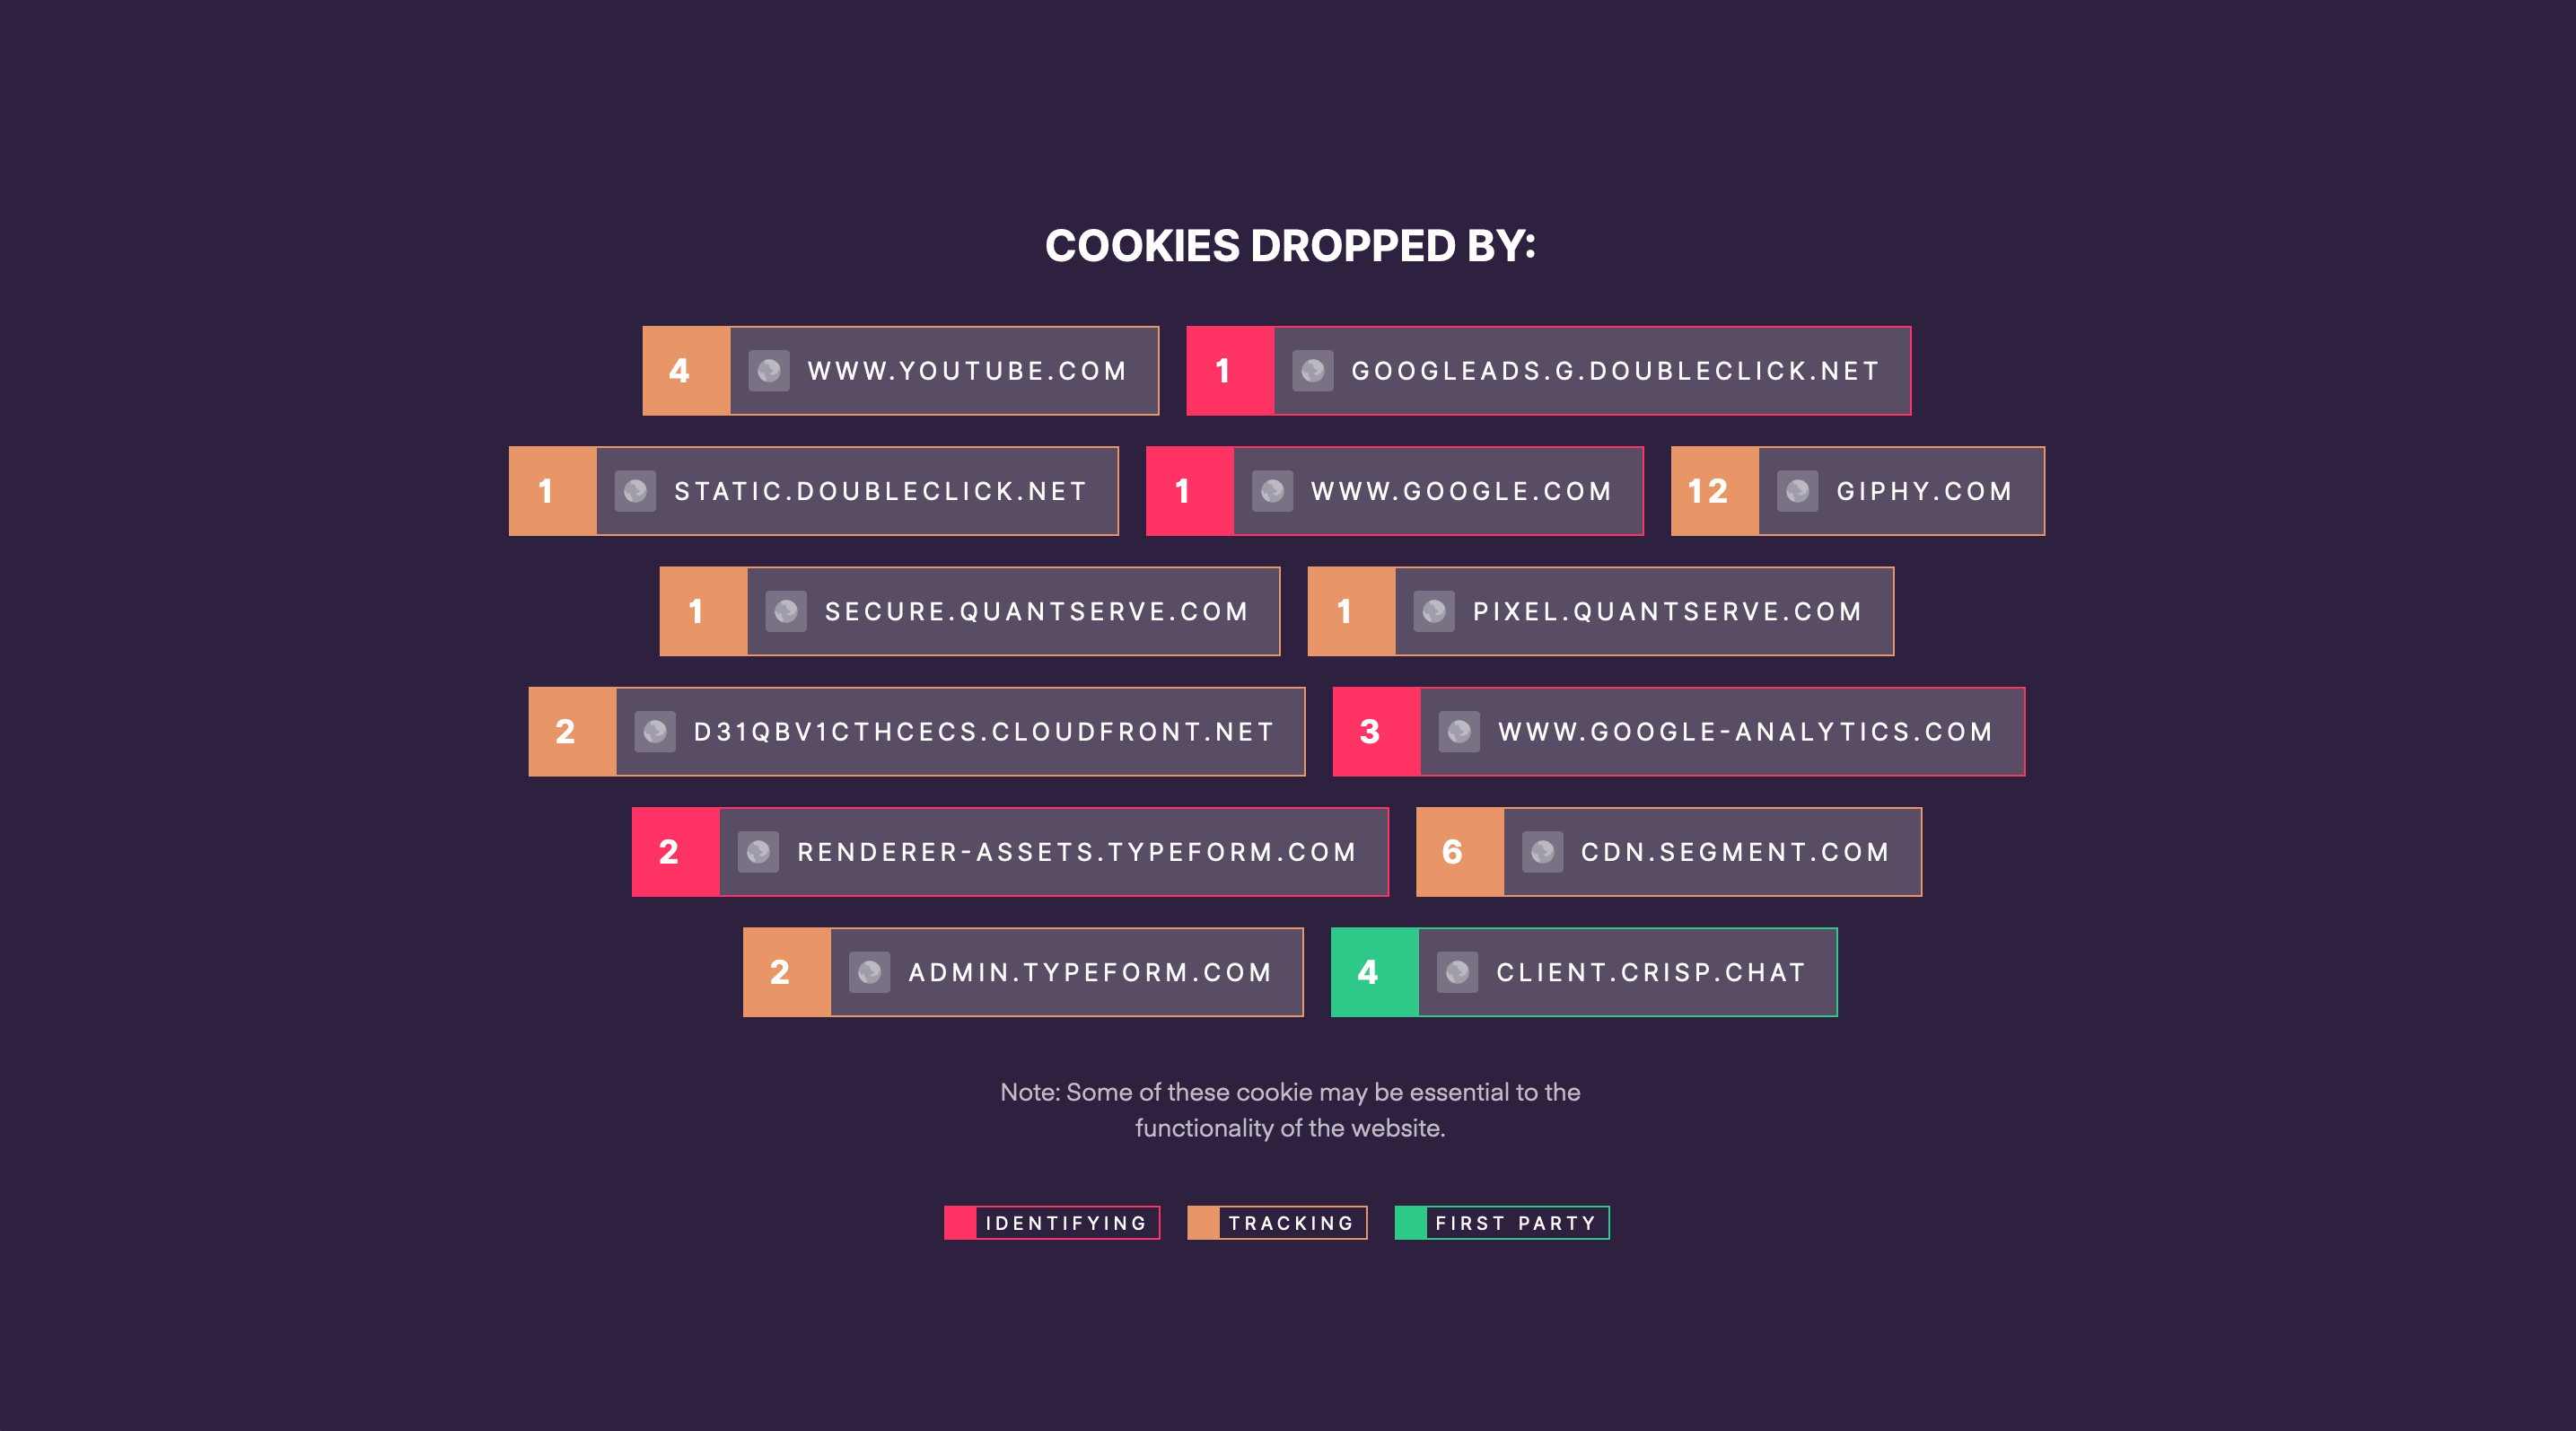 COOKIES DROPPED BY:
4 WWW.YOUTUBE.COM 1 GOOGLEADS.G.DOUBLECLICK.NET
1 STATIC.DOUBLECLICK.NET 1 WWW.GOOGLE.COM 12 GIPHY.COM
1 SECURE.QUANTSERVE.COM 1 PIXEL.QUANTSERVE.COM
2 D31QBV1CTHCECS.CLOUDFRONT.NET 3 WWW.GOOGLE-ANALYTICS.COM
2 RENDERER-ASSETS.TYPEFORM.COM 6 CDN.SEGMENT.COM
2 ADMIN.TYPEFORM.COM 4 CLIENT.CRISP.CHAT
Note: Some of these cookie may be essential to the
functionality of the website.
IDENTIFYING TRACKING FIRST PARTY